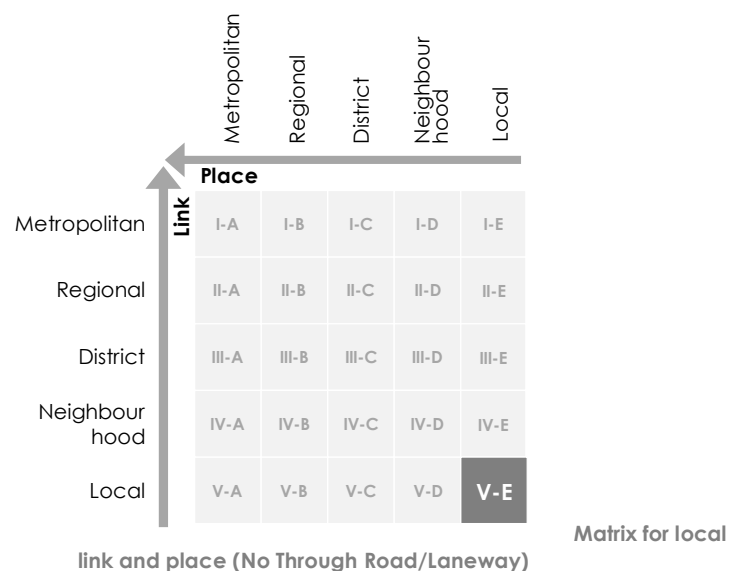 Metropolitan
Regional
District
Neighbour
hood
Local
Place
Link
Metropolitan I-A I-B I-C I-D I-E
Regional II-A II-B II-C II-D II-E
District III-A III-B III-C III-D III-E
Neighbour
hood IV-A IV-B IV-C IV-D IV-E
Local V-A V-B V-C V-D V-E
Matrix for local
link and place (No Through Road/Laneway)